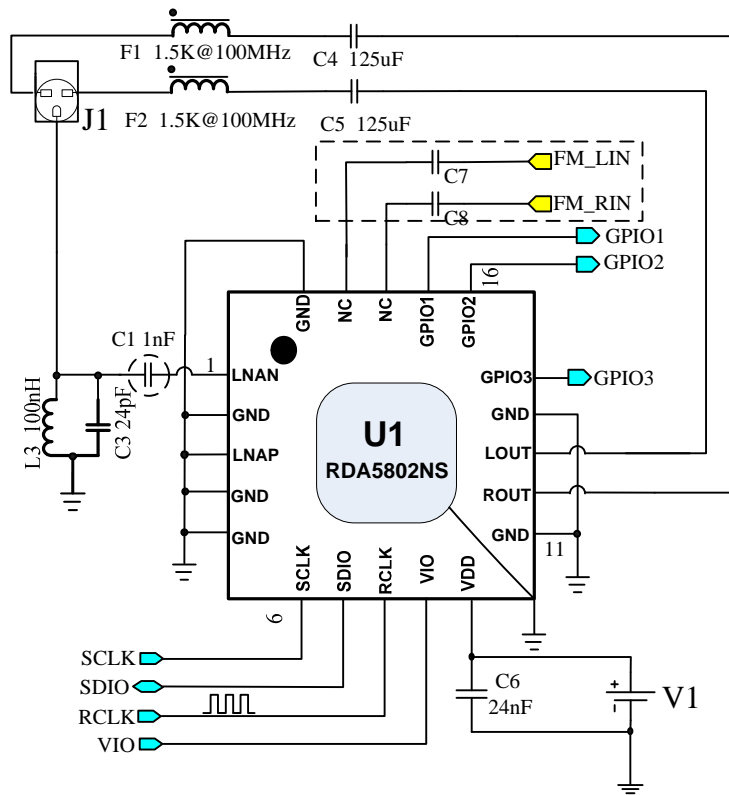 F1 1.5K@100MHz
C4 125uF
J1
F2 1.5K@100MHz
C5 125uF
C7
FM_LIN
C8
FM_RIN
GPIO1
GPIO2
16
GND
NC
NC
GPIO1
GPIO2
C1 1nF
1
LNAN
GPIO3
GPIO3
L3 100nH
C3 24pF
GND
GND
LNAP
U1
RDA5802NS
LOUT
GND
ROUT
GND
GND
11
SCLK
SDIO
RCLK
VIO
VDD
6
SCLK
SDIO
RCLK
VIO
C6
24nF
+
-
V1